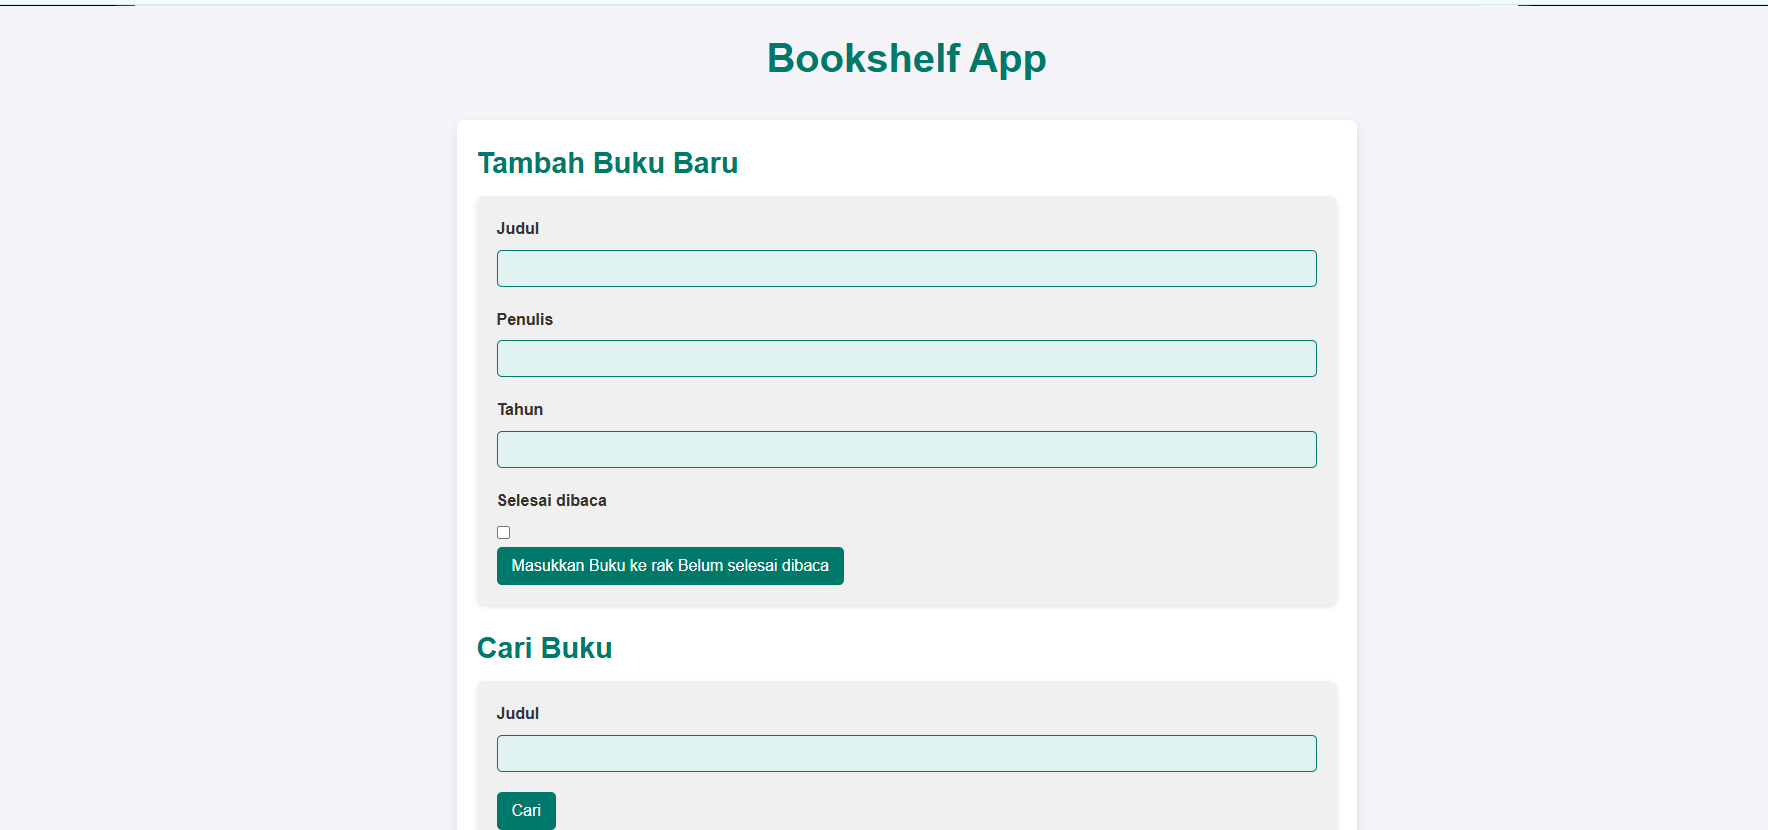 Bookshelf App
Tambah Buku Baru
Judul
Penulis
Tahun
Selesai dibaca
Masukkan Buku ke rak Belum selesai dibaca
Cari Buku
Judul
Cari